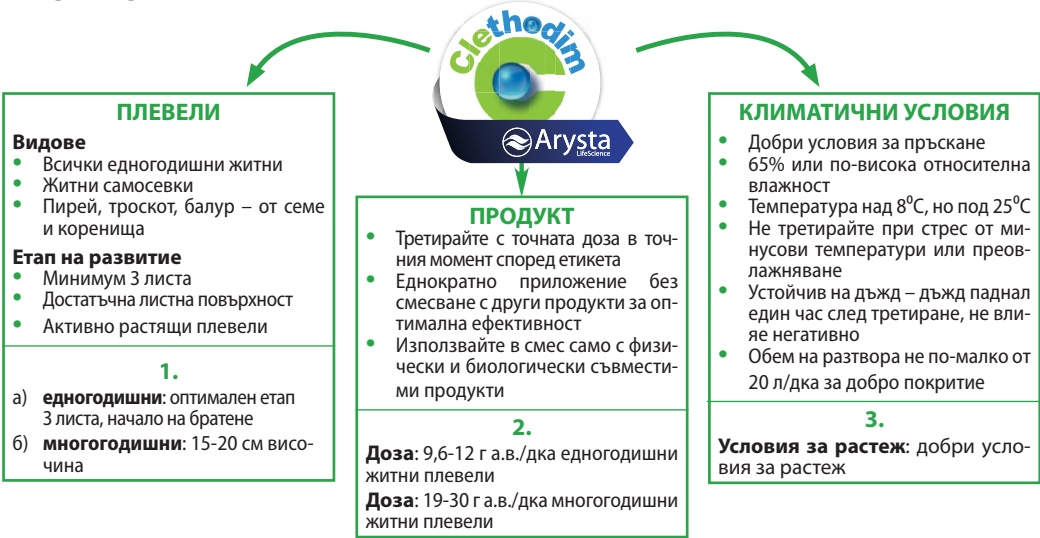 Clethodim
Arysta
LifeScience
ПЛЕВЕЛИ
Видове
• Всички едногодишни житни
• Житни самосевки
• Пирей, троскот, балур – от семе
и коренища
Етап на развитие
• Минимум 3 листа
• Достатъчна листна повърхност
• Активно растящи плевели
1.
а) едногодишни: оптимален етап
3 листа, начало на братене
б) многогодишни: 15-20 см висо-
чина
ПРОДУКТ
• Третирайте с точната доза в точ-
ния момент според етикета
• Еднократно приложение без
смесване с други продукти за оп-
тимална ефективност
• Използвайте в смес само с физи-
чески и биологически съвмести-
ми продукти
2.
Доза: 9,6-12 г а.в./дка едногодишни
житни плевели
Доза: 19-30 г а.в./дка многогодишни
житни плевели
КЛИМАТИЧНИ УСЛОВИЯ
• Добри условия за пръскане
• 65% или по-висока относителна
влажност
• Температура над 8⁰С, но под 25⁰С
• Не третирайте при стрес от ми-
нусови температури или преов-
лажняване
• Устойчив на дъжд – дъжд паднал
един час след третиране, не вли-
яе негативно
• Обем на разтвора не по-малко от
20 л/дка за добро покритие
3.
Условия за растеж: добри усло-
вия за растеж